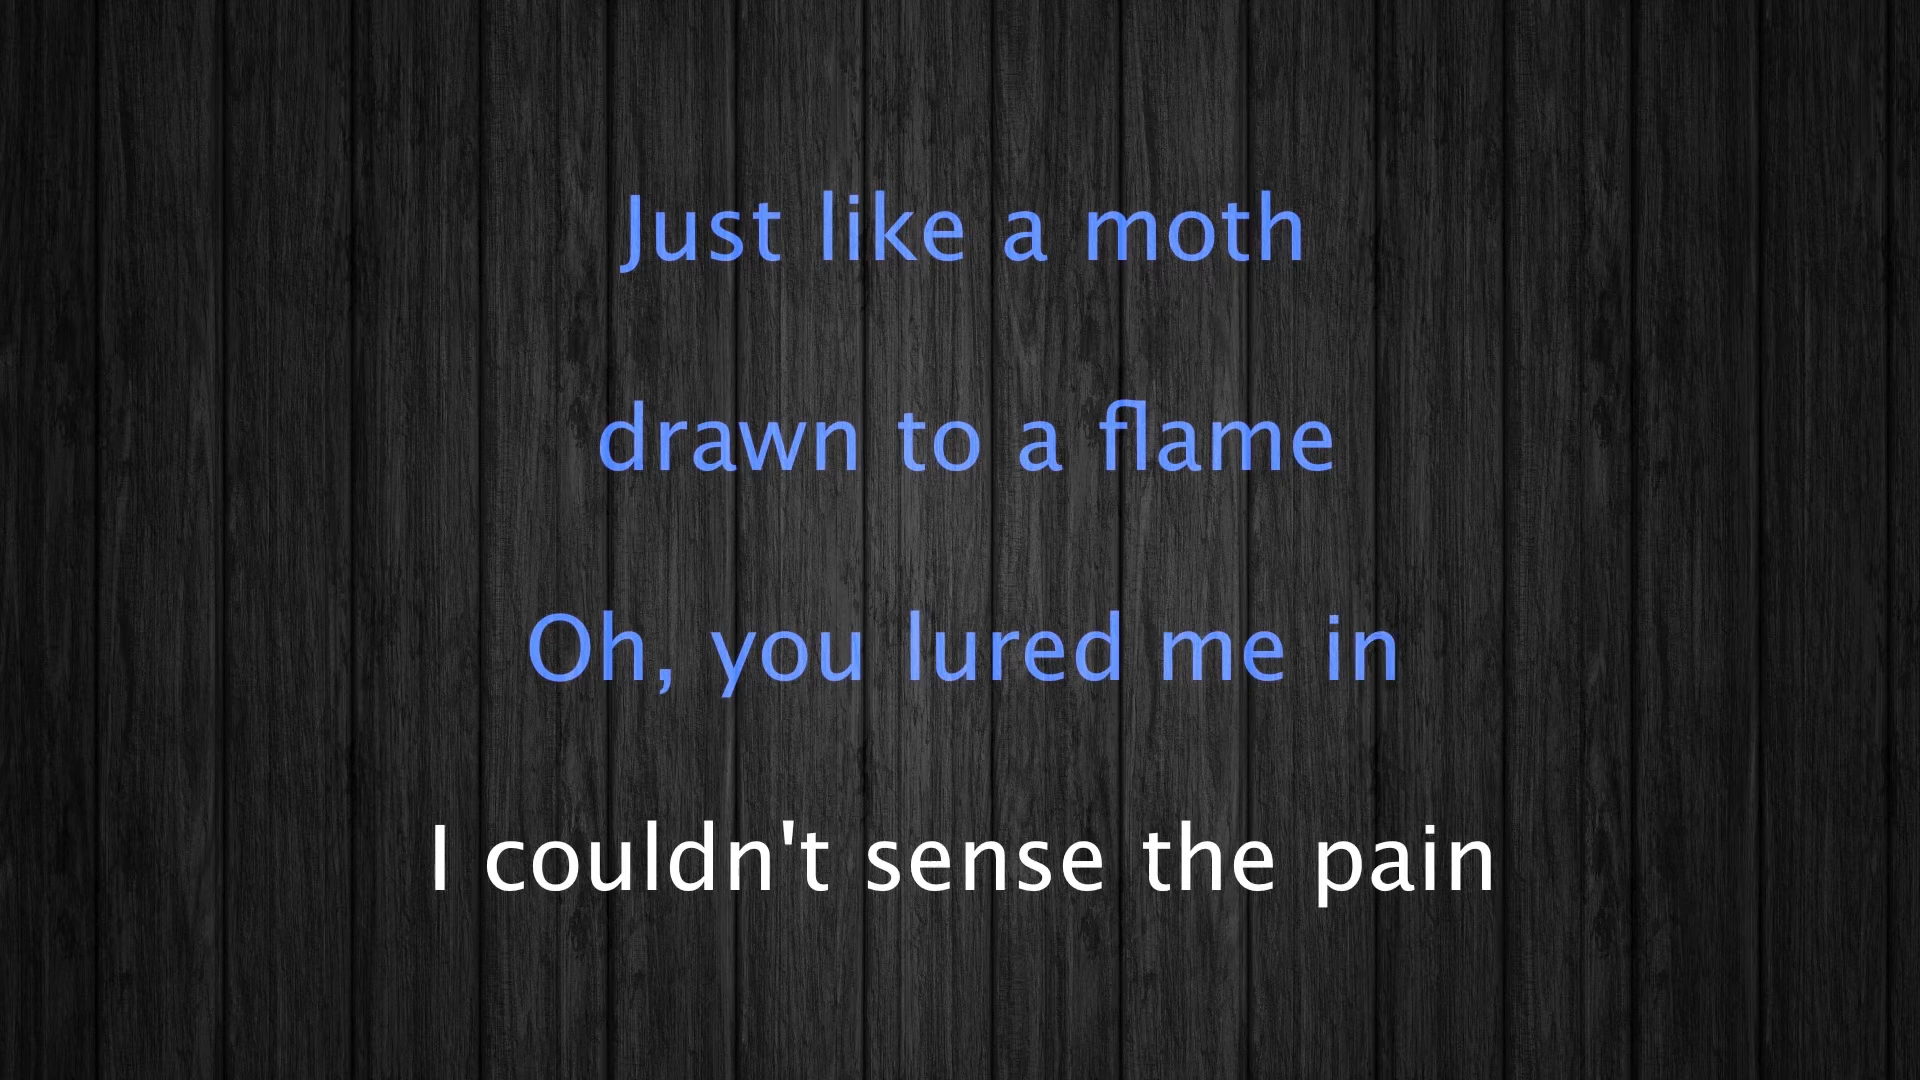 Just like a moth
drawn to a flame
Oh, you lured me in
I couldn't sense the pain